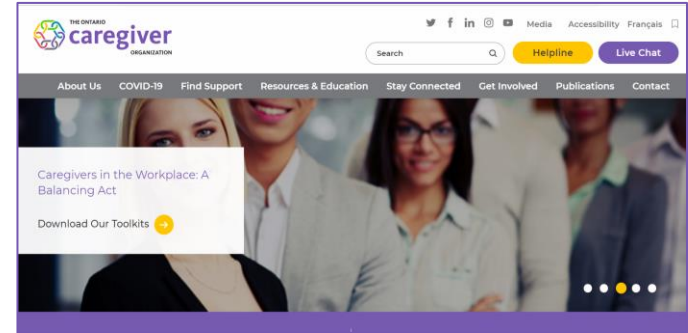 THE ONTARIO
caregiver
ORGANIZATION
Media Accessibility Français
Search
Helpline
Live Chat
About Us COVID-19 Find Support Resources & Education Stay Connected Get Involved Publications Contact
Caregivers in the Workplace: A
Balancing Act
Download Our Toolkits